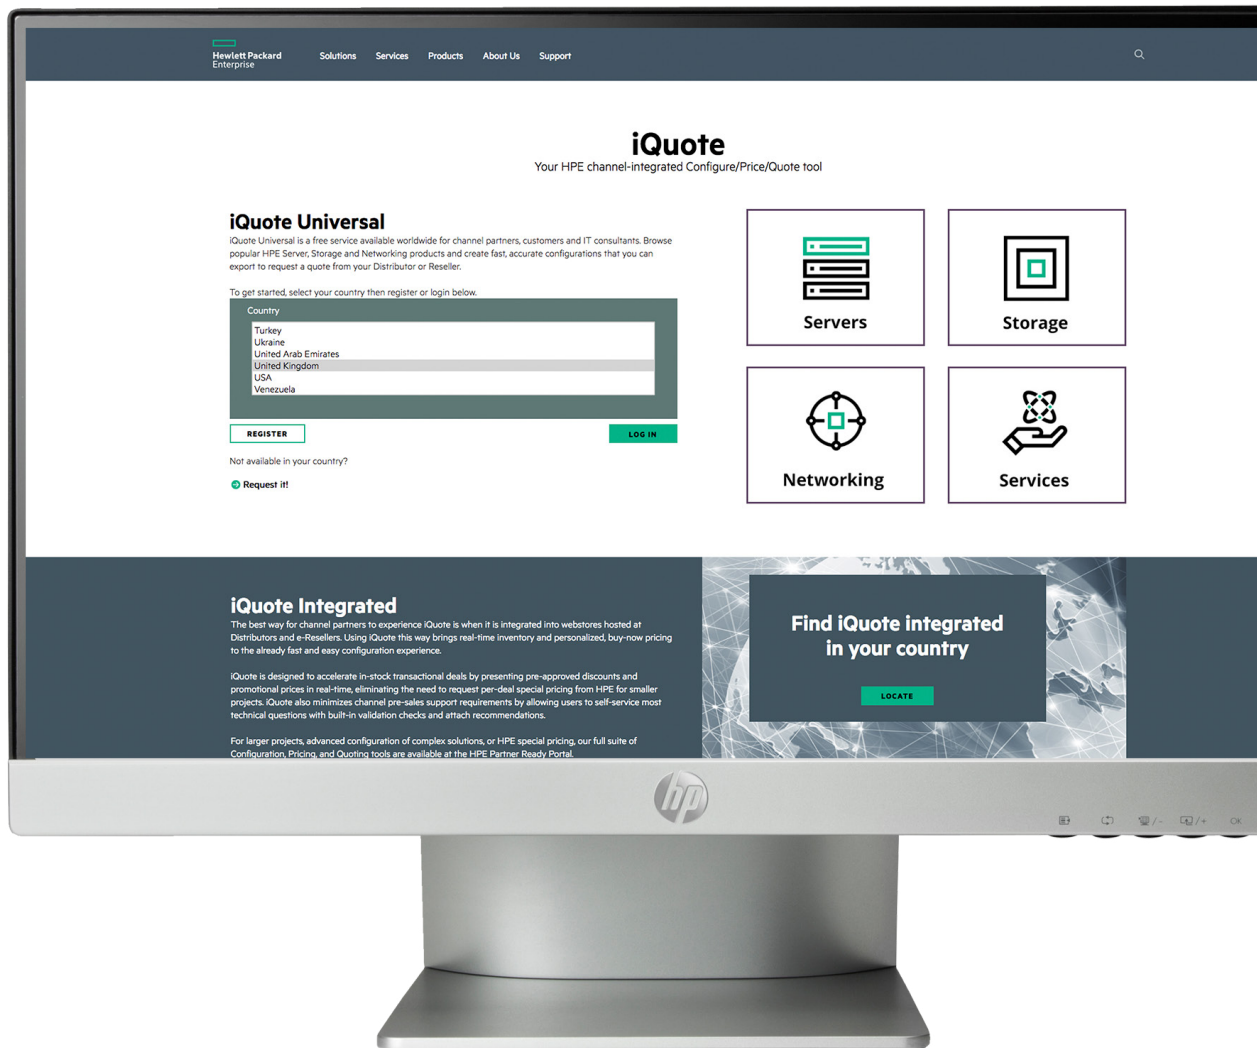 Hewlett Packard
Enterprise
Solutions Services Products About Us Support
iQuote
Your HPE channel-integrated Configure/Price/Quote tool
iQuote Universal
iQuote Universal is a free service available worldwide for channel partners, customers and IT consultants. Browse
popular HPE Server, Storage and Networking products and create fast, accurate configurations that you can
export to request a quote from your Distributor or Reseller.
To get started, select your country then register or login below.
Country
Turkey
Ukraine
United Arab Emirates
United Kingdom
USA
Venezuela
REGISTER
LOG IN
Not available in your country?
Request it!
Servers
Storage
Networking
Services
iQuote Integrated
The best way for channel partners to experience iQuote is when it is integrated into webstores hosted at
Distributors and e-Resellers. Using iQuote this way brings real-time inventory and personalized, buy-now pricing
to the already fast and easy configuration experience.
iQuote is designed to accelerate in-stock transactional deals by presenting pre-approved discounts and
promotional prices in real-time, eliminating the need to request per-deal special pricing from HPE for smaller
projects. iQuote also minimizes channel pre-sales support requirements by allowing users to self-service most
technical questions with built-in validation checks and attach recommendations.
For larger projects, advanced configuration of complex solutions, or HPE special pricing, our full suite of
Configuration, Pricing, and Quoting tools are available at the HPE Partner Ready Portal.
Find iQuote integrated
in your country
LOCATE
hp
/- /+ OK